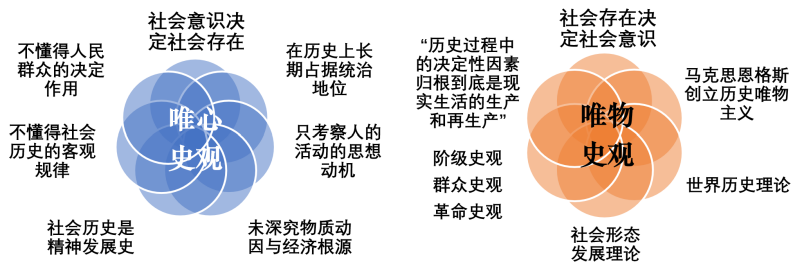 社会意识决
定社会存在
不懂得人民
群众的决定
作用
在历史上长
期占据统治
地位
唯心
史观
不懂得社会
历史的客观
规律
只考察人的
活动的思想
动机
社会历史是
精神发展史
未深究物质动
因与经济根源
社会存在决
定社会意识
“历史过程中
的决定性因素
归根到底是现
实生活的生产
和再生产”
马克思恩格斯
创立历史唯物
主义
唯物
史观
阶级史观
群众史观
革命史观
世界历史理论
社会形态
发展理论